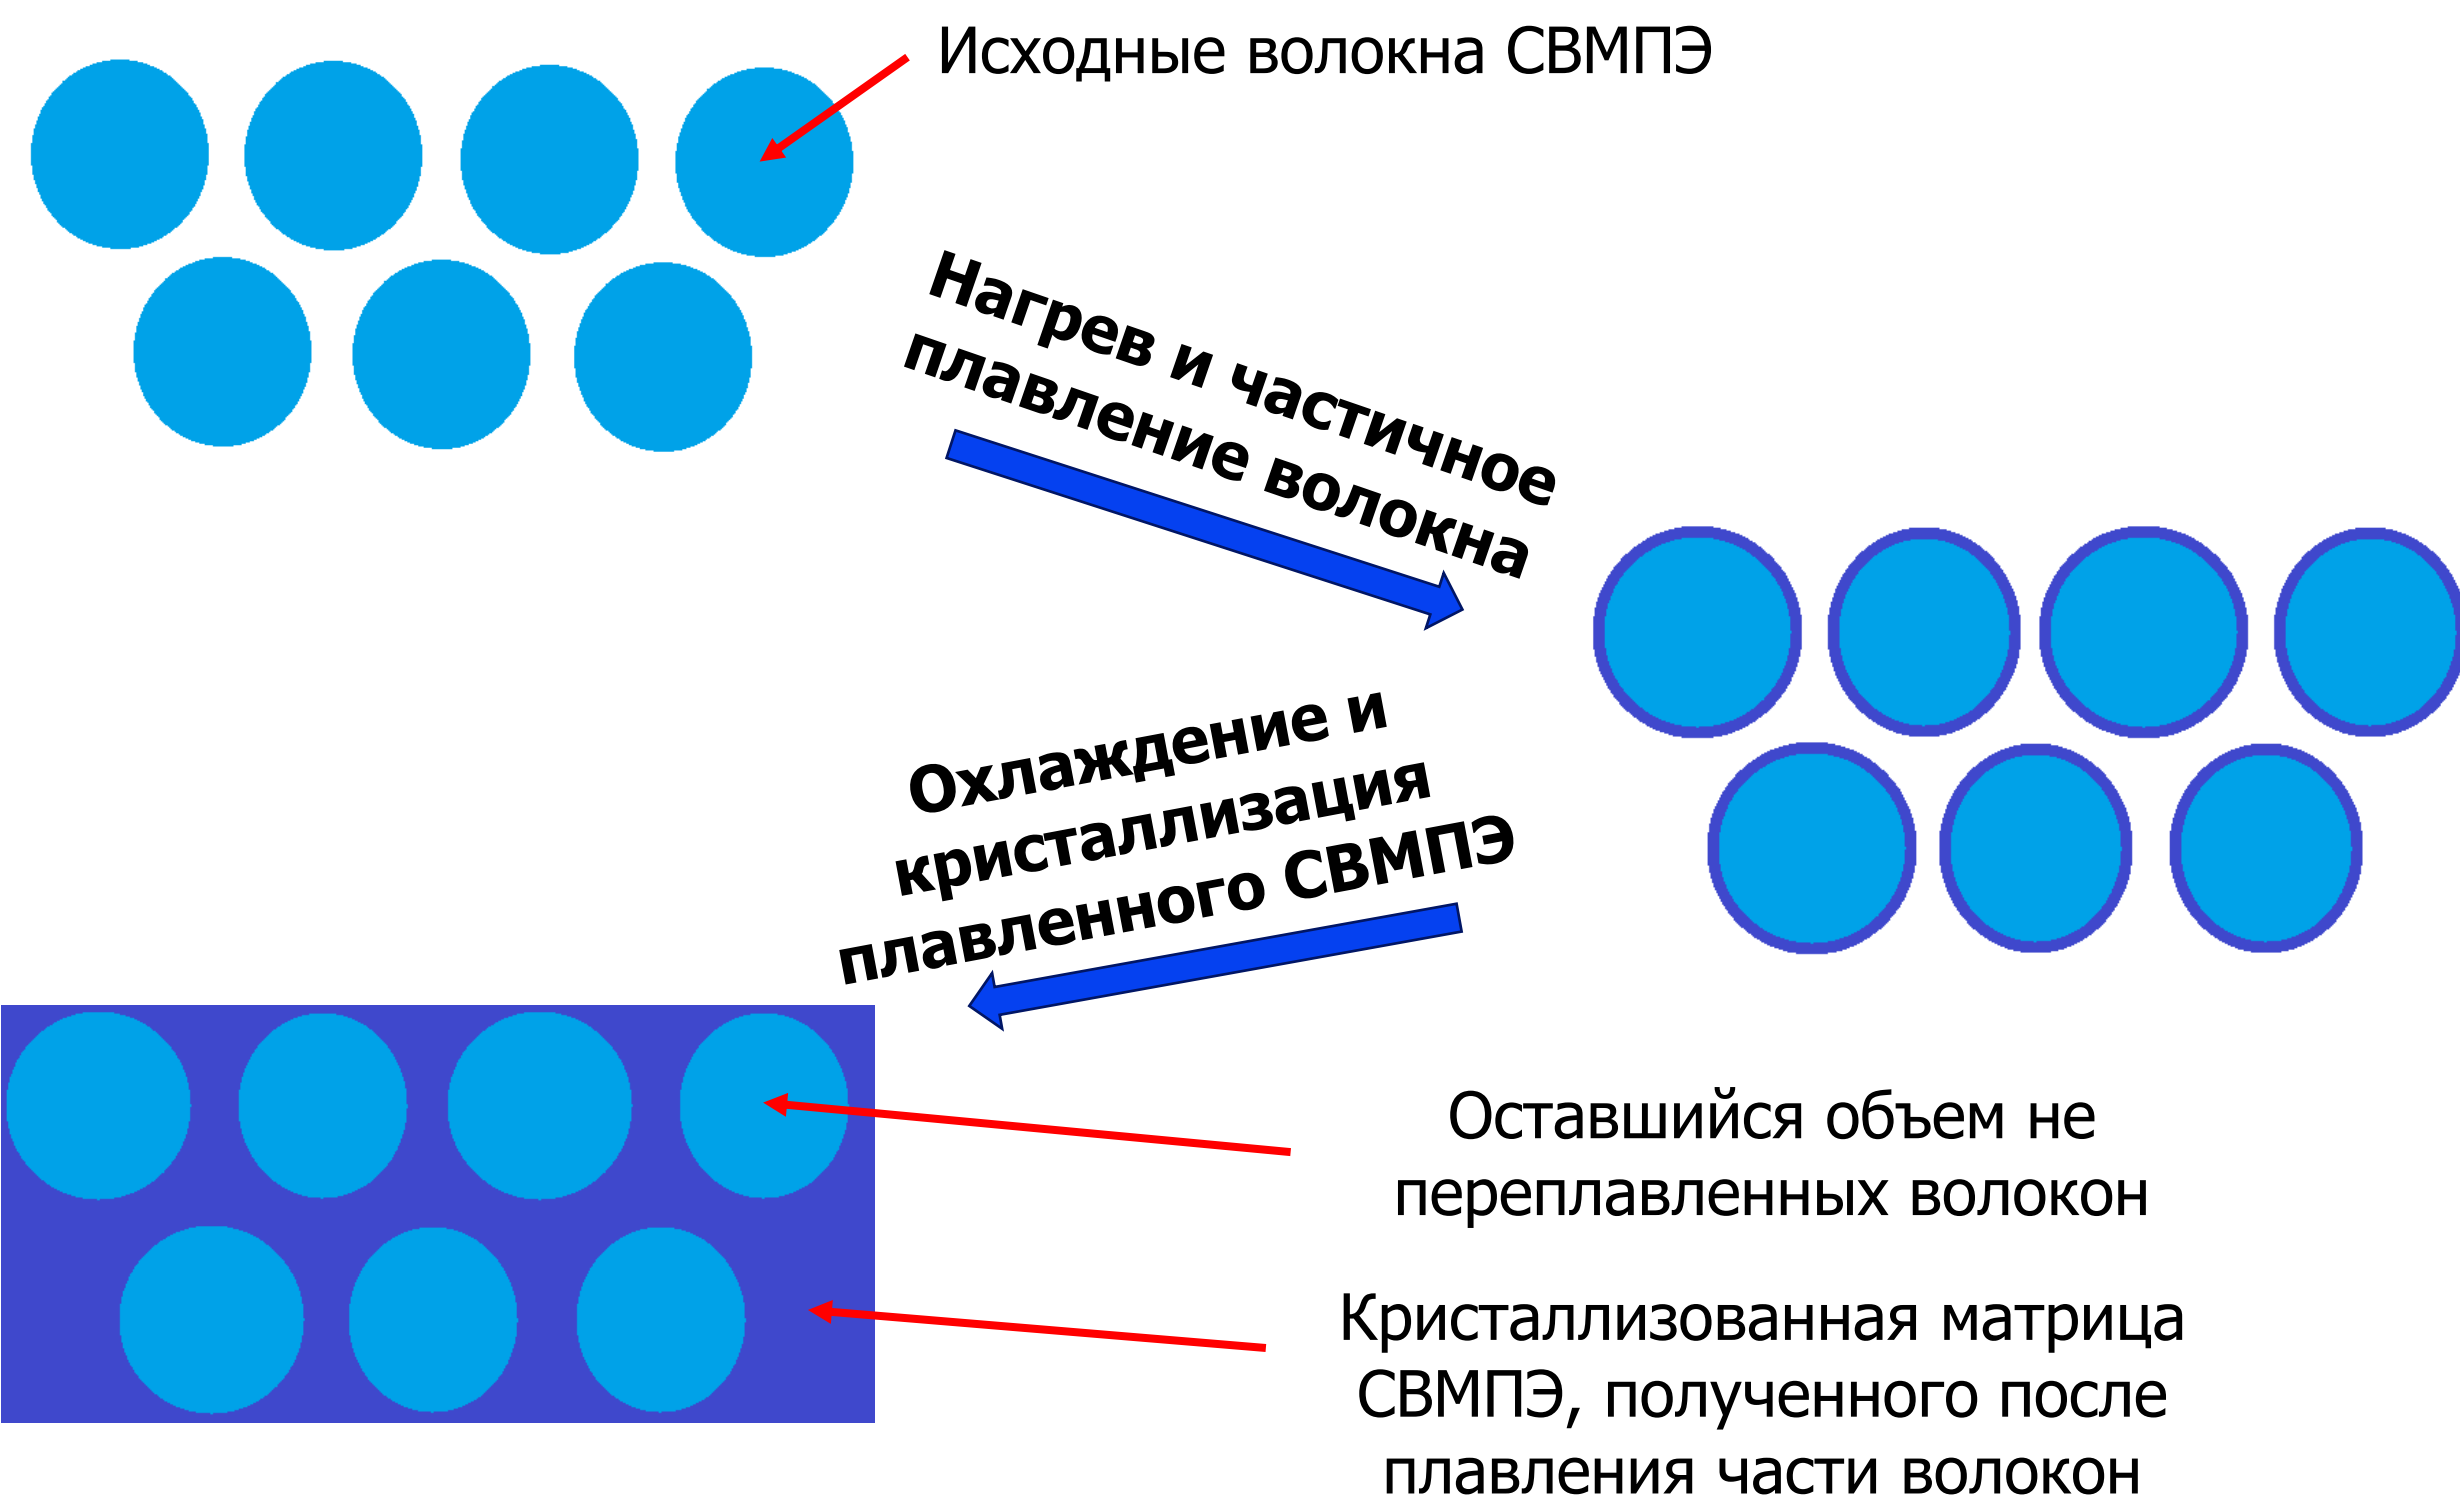 Исходные волокна СВМПЭ
Нагрев и частичное
плавление волокна
Охлаждение и
кристаллизация
плавленного СВМПЭ
Оставшийся объем не
переплавленных волокон
Кристаллизованная матрица
СВМПЭ, полученного после
плавления части волокон